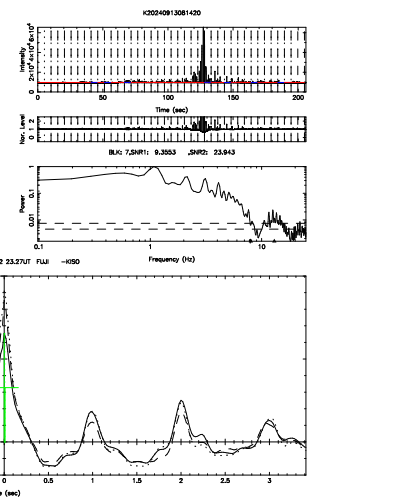 K20240913081420
Intensity
2×10⁴ 4×10⁴ 6×10⁴
0
0 50 100 150 200
Time (sec)
Nor. Level
0 1 2
BLK: 7,SNR1: 9.3553 ,SNR2: 23.943
Power
1
0.1
0.01
0.1 1 10
Frequency (Hz)
2 23.27UT FUJI -KISO
0 0.5 1 1.5 2 2.5 3
e (sec)